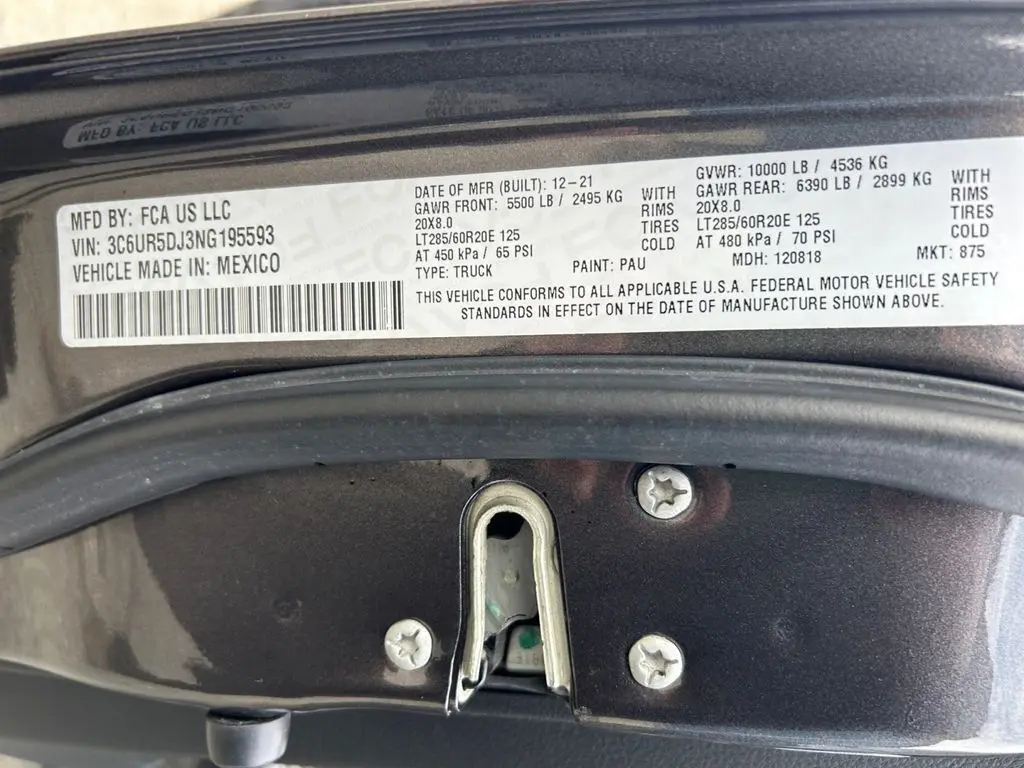 MFD BY: FCA US LLC
VIN: 3C6UR5DJ3NG195593
VEHICLE MADE IN: MEXICO
DATE OF MFR (BUILT): 12-21
GAWR FRONT: 5500 LB / 2495 KG
20X8.0
LT285/60R20E 125
AT 450 kPa / 65 PSI
WITH
RIMS
TIRES
COLD
GVWR: 10000 LB / 4536 KG
GAWR REAR: 6390 LB / 2899 KG
20X8.0
LT285/60R20E 125
AT 480 kPa / 70 PSI
WITH
RIMS
TIRES
COLD
TYPE: TRUCK PAINT: PAU MDH: 120818 MKT: 875
THIS VEHICLE CONFORMS TO ALL APPLICABLE U.S.A. FEDERAL MOTOR VEHICLE SAFETY
STANDARDS IN EFFECT ON THE DATE OF MANUFACTURE SHOWN ABOVE.